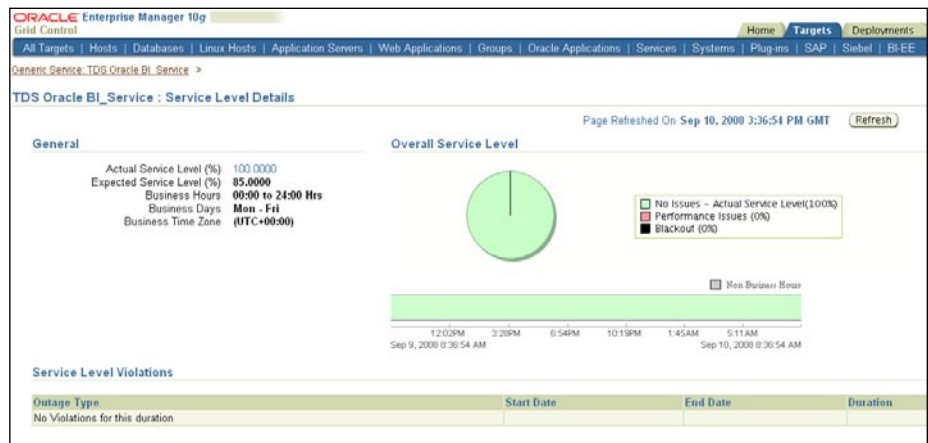 ORACLE Enterprise Manager 10g
Grid Control
Home Targets Deployments
All Targets | Hosts | Databases | Linux Hosts | Application Servers | Web Applications | Groups | Oracle Applications | Services | Systems | Plug-ins | SAP | Siebel | BI-EE
Generic Service: TDS Oracle BI_Service >
TDS Oracle BI_Service : Service Level Details
Page Refreshed On Sep 10, 2008 3:36:54 PM GMT Refresh
General
Actual Service Level (%) 100.0000
Expected Service Level (%) 85.0000
Business Hours 00:00 to 24:00 Hrs
Business Days Mon - Fri
Business Time Zone (UTC+00:00)
Overall Service Level
No Issues - Actual Service Level(100%)
Performance Issues (0%)
Blackout (0%)
Non Business Hours
12:02PM 3:28PM 6:54PM 10:19PM 1:45AM 5:11AM
Sep 9, 2008 8:36:54 AM Sep 10, 2008 8:36:54 AM
Service Level Violations
Outage Type Start Date End Date Duration
No Violations for this duration